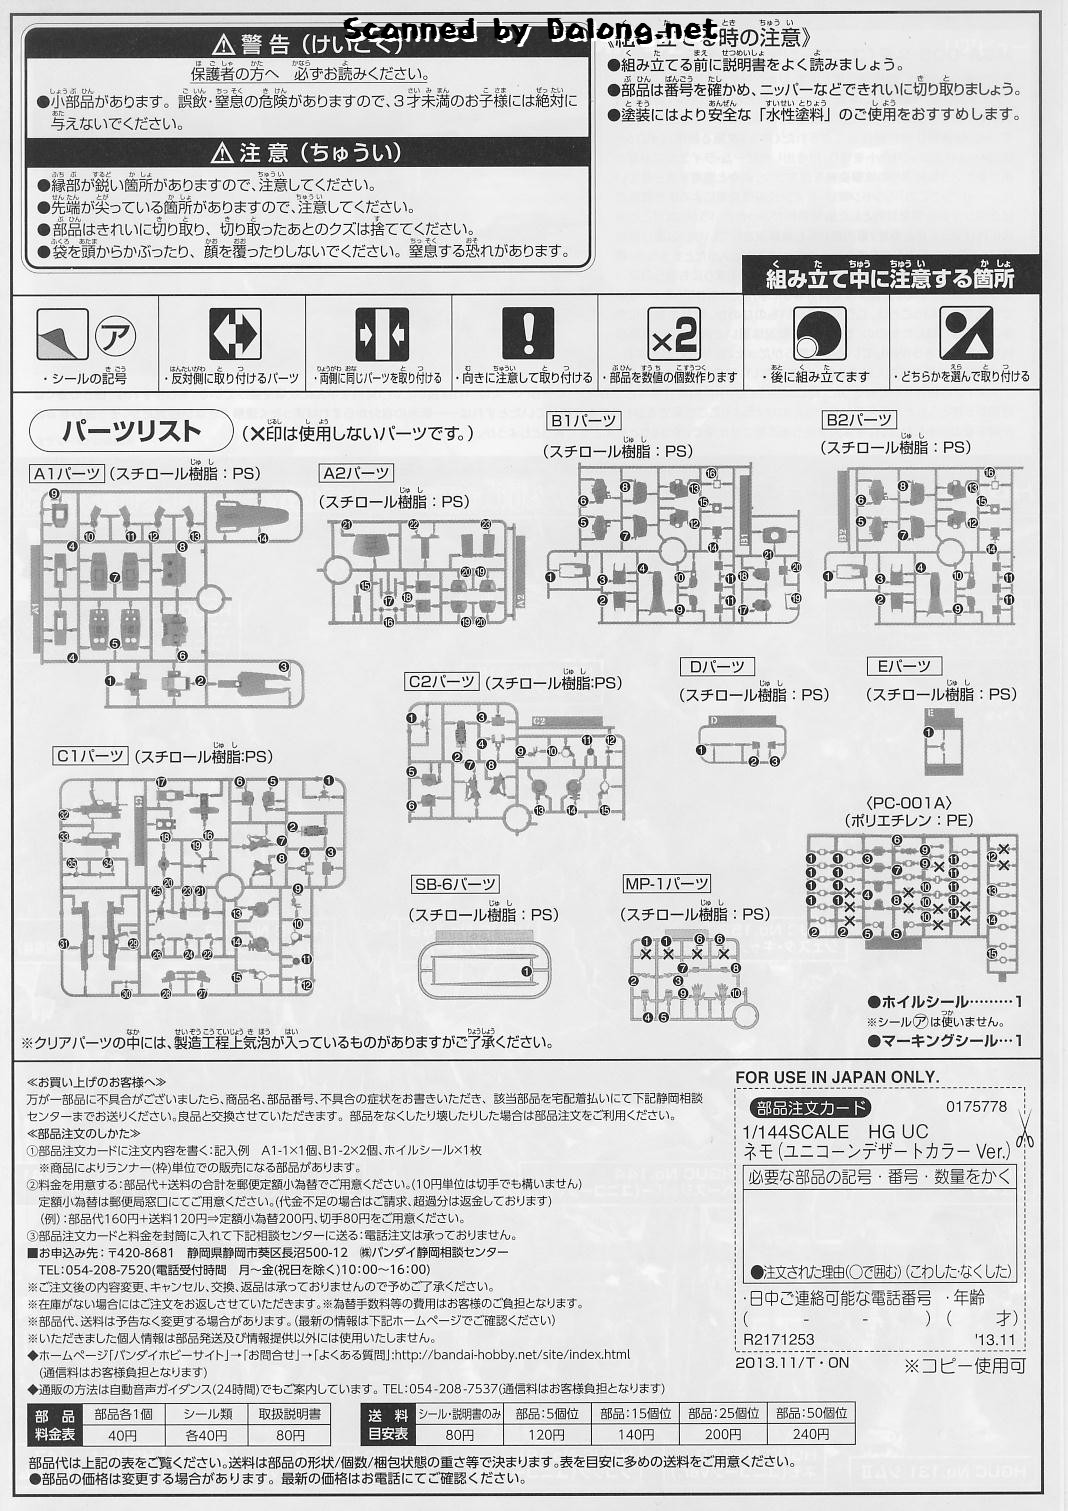 Scanned by Dalong.net
⚠警告(けいこく)
保護者の方へ 必ずお読みください。
●小部品があります。誤飲・窒息の危険がありますので、3才未満のお子様には絶対に
与えないでください。
⚠注意(ちゅうい)
●縁部が鋭い箇所がありますので、注意してください。
●先端が尖っている箇所がありますので、注意してください。
●部品はきれいに切り取り、切り取ったあとのクズは捨ててください。
●袋を頭からかぶったり、顔を覆ったりしないでください。窒息する恐れがあります。
《組み立てる時の注意》
●組み立てる前に説明書をよく読みましょう。
●部品は番号を確かめ、ニッパーなどできれいに切り取りましょう。
●塗装にはより安全な「水性塗料」のご使用をおすすめします。
組み立て中に注意する箇所
ア
・シールの記号
・反対側に取り付けるパーツ
・両側に同じパーツを取り付ける
・向きに注意して取り付ける
×2
・部品を数値の個数作ります
・後に組み立てます
・どちらかを選んで取り付ける
パーツリスト (×印は使用しないパーツです。)
A1パーツ (スチロール樹脂:PS)
A2パーツ
(スチロール樹脂:PS)
B1パーツ
(スチロール樹脂:PS)
B2パーツ
(スチロール樹脂:PS)
C2パーツ (スチロール樹脂:PS)
Dパーツ
(スチロール樹脂:PS)
Eパーツ
(スチロール樹脂:PS)
C1パーツ (スチロール樹脂:PS)
〈PC-001A〉
(ポリエチレン:PE)
SB-6パーツ
(スチロール樹脂:PS)
MP-1パーツ
(スチロール樹脂:PS)
●ホイルシール………1
※シールアは使いません。
●マーキングシール…1
※クリアパーツの中には、製造工程上気泡が入っているものがありますがご了承ください。
≪お買い上げのお客様へ≫
万が一部品に不具合がございましたら、商品名、部品番号、不具合の症状をお書きいただき、該当部品を宅配着払いにて下記静岡相談
センターまでお送りください。良品と交換させていただきます。 部品をなくしたり壊したりした場合は部品注文をご利用ください。
≪部品注文のしかた≫
①部品注文カードに注文内容を書く:記入例 A1-1×1個、B1-2×2個、ホイルシール×1枚
※商品によりランナー(枠)単位での販売になる部品があります。
②料金を用意する:部品代+送料の合計を郵便定額小為替でご用意ください。(10円単位は切手でも構いません)
定額小為替は郵便局窓口にてご用意ください。(代金不足の場合はご請求、超過分は返金しております)
(例):部品代160円+送料120円⇒定額小為替200円、切手80円をご用意ください。
③部品注文カードと料金を封筒に入れて下記相談センターに送る:電話注文は承っておりません。
■お申込み先:〒420-8681 静岡県静岡市葵区長沼500-12 ㈱バンダイ静岡相談センター
TEL:054-208-7520(電話受付時間 月～金(祝日を除く)10:00～16:00)
※ご注文後の内容変更、キャンセル、交換、返品は承っておりませんので予めご了承ください。
※在庫がない場合にはご注文をお返しさせていただきます。※為替手数料等の費用はお客様のご負担となります。
※部品代、送料は予告なく変更する場合があります。(最新の情報は下記ホームページでご確認ください)
※いただきました個人情報は部品発送及び情報提供以外には使用いたしません。
◆ホームページ「バンダイホビーサイト」→「お問合せ」→「よくある質問」:http://bandai-hobby.net/site/index.html
(通信料はお客様負担となります)
◆通販の方法は自動音声ガイダンス(24時間)でもご案内しています。TEL:054-208-7537(通信料はお客様負担となります)
部品料金表 部品各1個 シール類 取扱説明書
40円 各40円 80円
送料目安表 シール・説明書のみ 部品:5個位 部品:15個位 部品:25個位 部品:50個位
80円 120円 140円 200円 240円
部品代は上記の表をご覧ください。送料は部品の形状/個数/梱包状態の重さ等で決まります。表を目安に多めの送料をご用意ください。
●部品の価格は変更する場合があります。最新の価格はお電話にてご確認ください。
FOR USE IN JAPAN ONLY.
部品注文カード 0175778
1/144SCALE HG UC
ネモ(ユニコーンデザートカラーVer.)
必要な部品の記号・番号・数量をかく
●注文された理由(○で囲む)(こわした・なくした)
・日中ご連絡可能な電話番号 ・年齢
( - - ) ( 才)
R2171253 '13.11
2013.11/T・ON ※コピー使用可